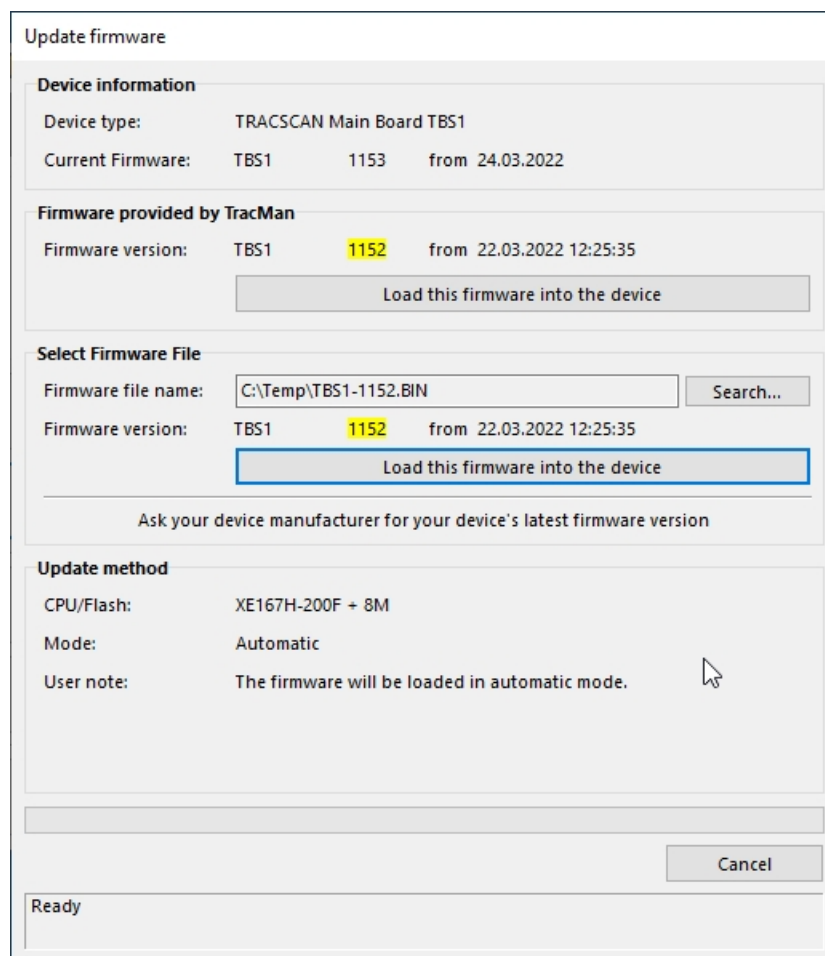 Update firmware
Device information
Device type: TRACSCAN Main Board TBS1
Current Firmware: TBS1 1153 from 24.03.2022
Firmware provided by TracMan
Firmware version: TBS1 1152 from 22.03.2022 12:25:35
Load this firmware into the device
Select Firmware File
Firmware file name: C:\Temp\TBS1-1152.BIN Search...
Firmware version: TBS1 1152 from 22.03.2022 12:25:35
Load this firmware into the device
Ask your device manufacturer for your device's latest firmware version
Update method
CPU/Flash: XE167H-200F + 8M
Mode: Automatic
User note: The firmware will be loaded in automatic mode.
Cancel
Ready